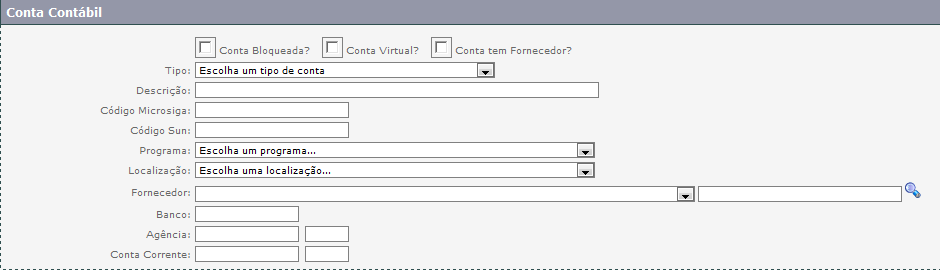 Conta Contábil
Conta Bloqueada? Conta Virtual? Conta tem Fornecedor?
Tipo: Escolha um tipo de conta
Descrição:
Código Microsiga:
Código Sun:
Programa: Escolha um programa...
Localização: Escolha uma localização...
Fornecedor:
Banco:
Agência:
Conta Corrente: